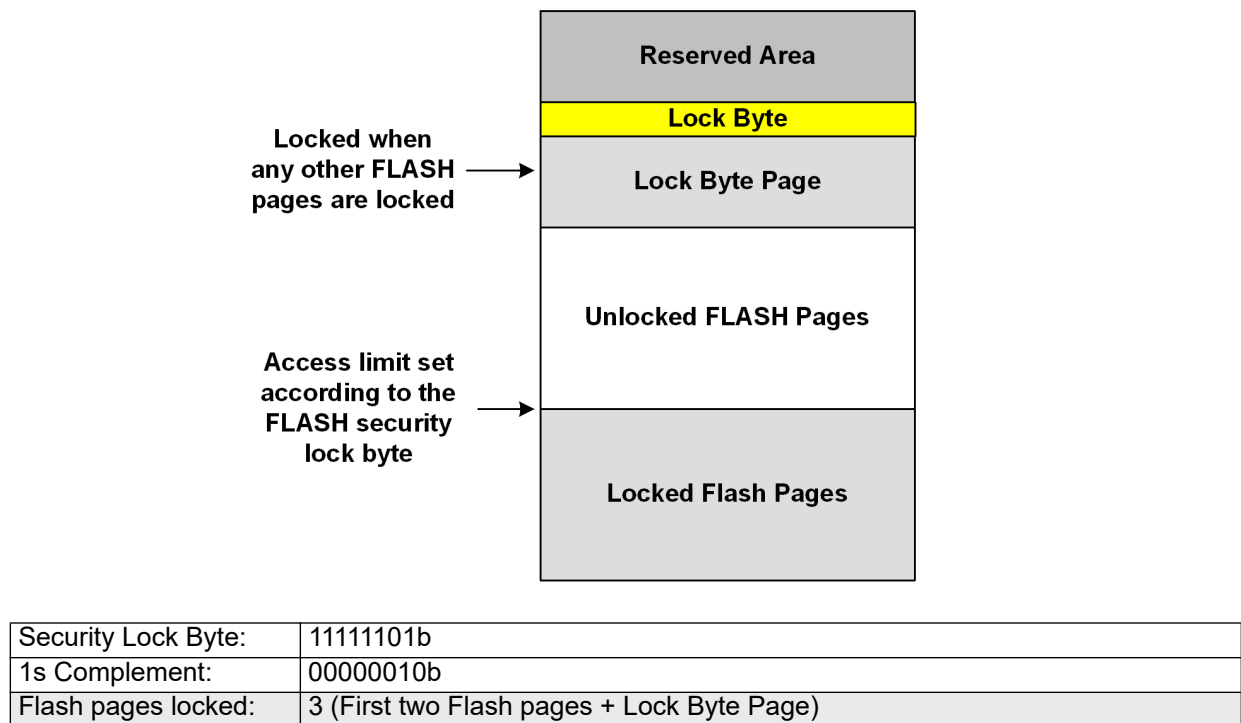 Reserved Area
Lock Byte
Locked when
any other FLASH
pages are locked
Lock Byte Page
Unlocked FLASH Pages
Access limit set
according to the
FLASH security
lock byte
Locked Flash Pages
Security Lock Byte: 11111101b
1s Complement: 00000010b
Flash pages locked: 3 (First two Flash pages + Lock Byte Page)